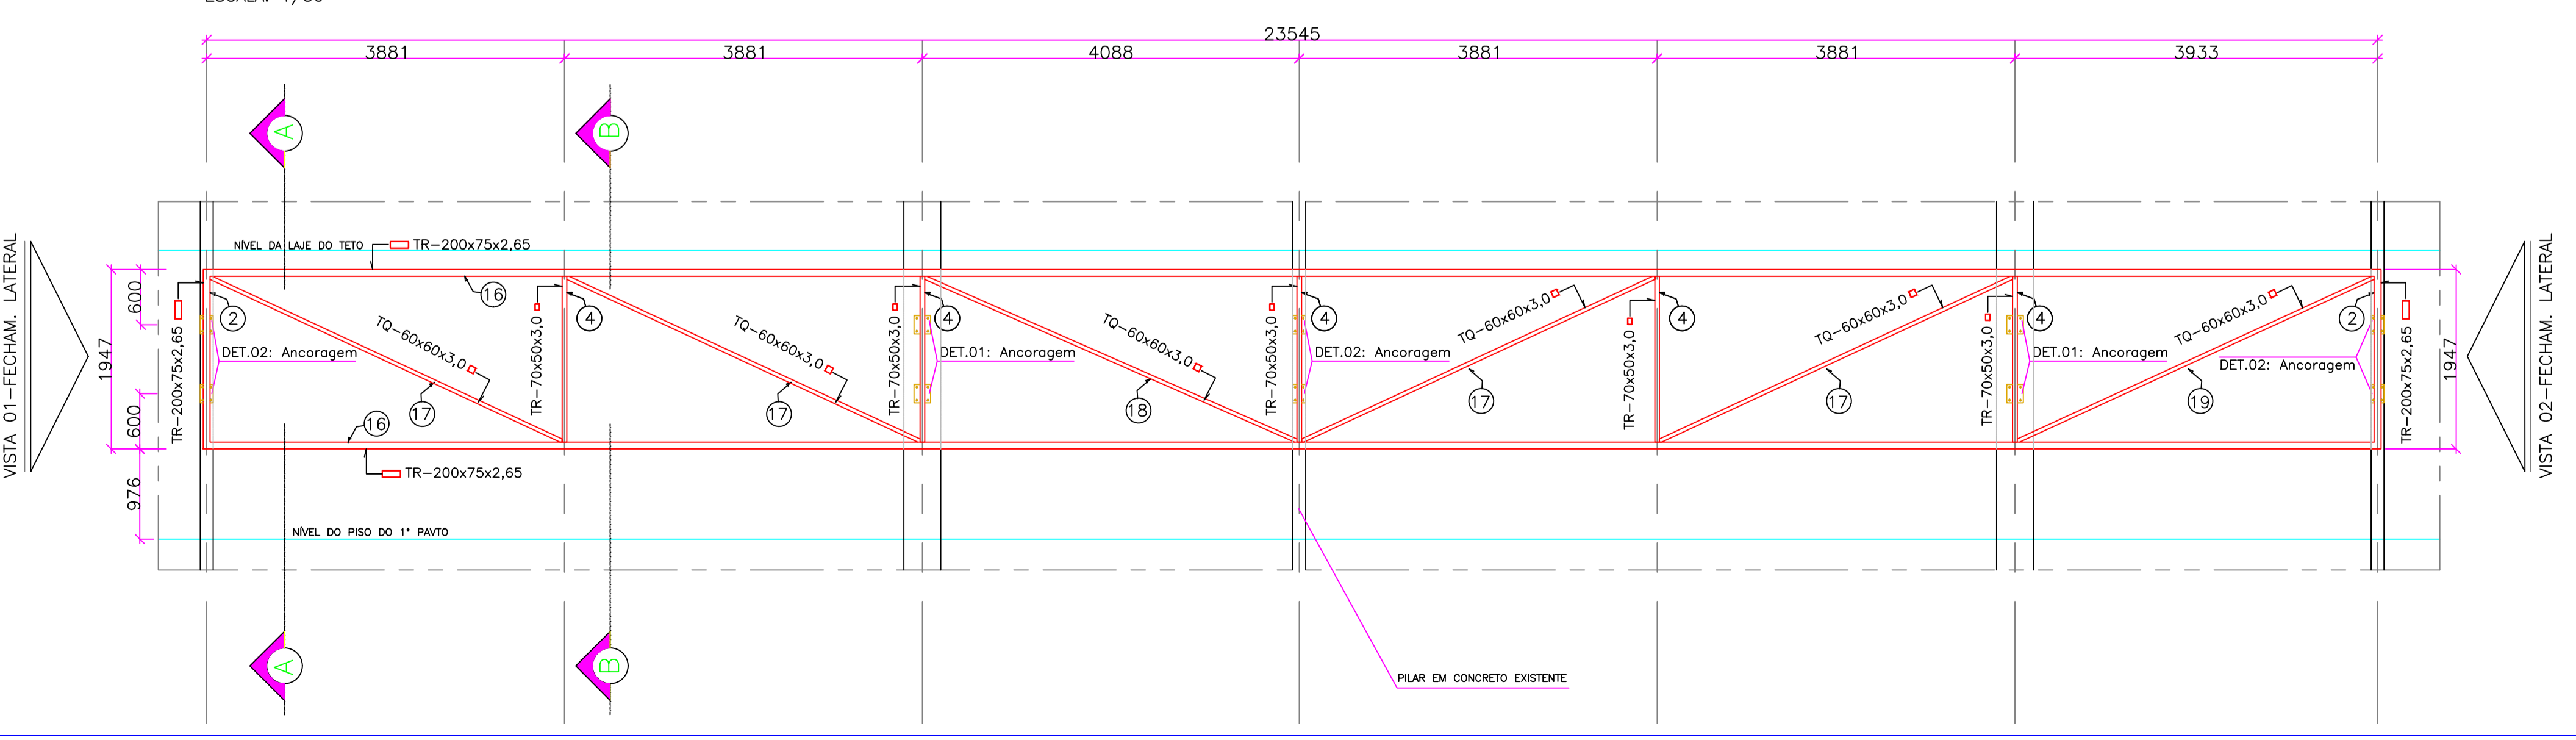 23545
3881
3881
4088
3881
3881
3933
A
B
VISTA 01-FECHAM. LATERAL
VISTA 02-FECHAM. LATERAL
NÍVEL DA LAJE DO TETO
TR-200x75x2,65
600
1947
600
976
TR-200x75x2,65
2
16
DET.02: Ancoragem
TQ-60x60x3,0
17
16
TR-200x75x2,65
TR-70x50x3,0
4
TQ-60x60x3,0
17
TR-70x50x3,0
4
DET.01: Ancoragem
TQ-60x60x3,0
18
TR-70x50x3,0
4
DET.02: Ancoragem
TQ-60x60x3,0
17
TR-70x50x3,0
4
TQ-60x60x3,0
17
TR-70x50x3,0
4
DET.01: Ancoragem
TQ-60x60x3,0
19
2
DET.02: Ancoragem
TR-200x75x2,65
1947
NÍVEL DO PISO DO 1° PAVTO
A
B
PILAR EM CONCRETO EXISTENTE